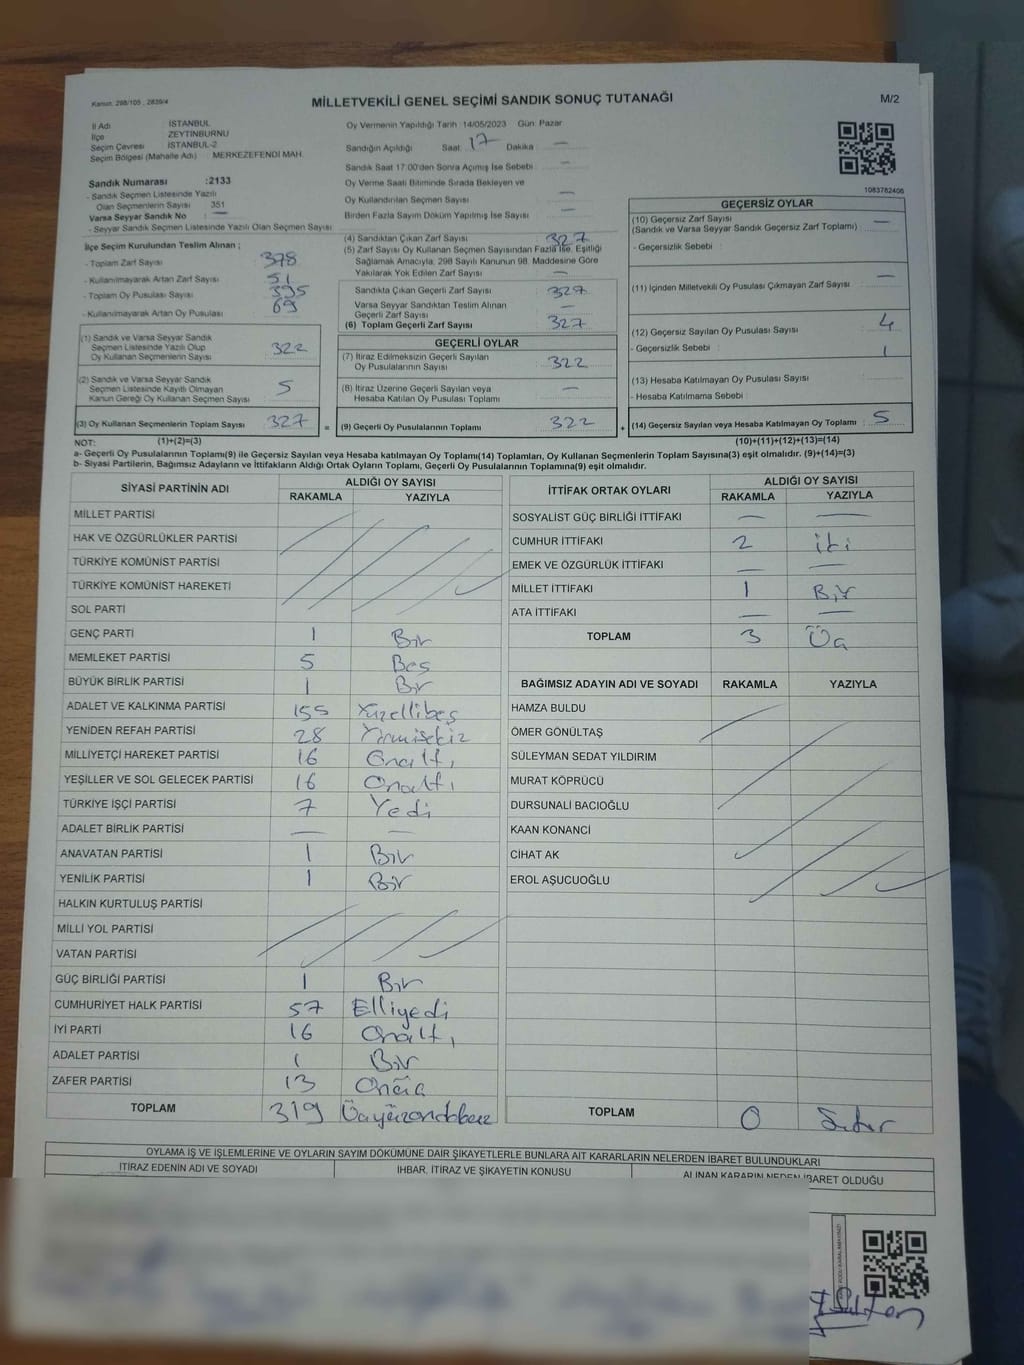 Kanun: 298/105 , 2839/4
MİLLETVEKİLİ GENEL SEÇİMİ SANDIK SONUÇ TUTANAĞI
M/2
İl Adı İSTANBUL
İlçe ZEYTİNBURNU
Seçim Çevresi İSTANBUL-2
Seçim Bölgesi (Mahalle Adı) MERKEZEFENDİ MAH.
Oy Vermenin Yapıldığı Tarih :14/05/2023 Gün: Pazar
Sandığın Açıldığı Saat: 17 Dakika —
Sandık Saat 17:00'den Sonra Açılmış İse Sebebi : —
Oy Verme Saati Bitiminde Sırada Bekleyen ve
Oy Kullandırılan Seçmen Sayısı —
Birden Fazla Sayım Döküm Yapılmış İse Sayısı —
1083782406
Sandık Numarası :2133
- Sandık Seçmen Listesinde Yazılı
Olan Seçmenlerin Sayısı 351
Varsa Seyyar Sandık No : —
- Seyyar Sandık Seçmen Listesinde Yazılı Olan Seçmen Sayısı
İlçe Seçim Kurulundan Teslim Alınan ;
- Toplam Zarf Sayısı 378
- Kullanılmayarak Artan Zarf Sayısı 51
- Toplam Oy Pusulası Sayısı 395
- Kullanılmayarak Artan Oy Pusulası 69
(1) Sandık ve Varsa Seyyar Sandık
Seçmen Listesinde Yazılı Olup
Oy Kullanan Seçmenlerin Sayısı 322
(2) Sandık ve Varsa Seyyar Sandık
Seçmen Listesinde Kayıtlı Olmayan
Kanun Gereği Oy Kullanan Seçmen Sayısı 5
(3) Oy Kullanan Seçmenlerin Toplam Sayısı 327 =
(4) Sandıktan Çıkan Zarf Sayısı 327
(5) Zarf Sayısı Oy Kullanan Seçmen Sayısından Fazla İse, Eşitliği
Sağlamak Amacıyla, 298 Sayılı Kanunun 98. Maddesine Göre
Yakılarak Yok Edilen Zarf Sayısı —
Sandıkta Çıkan Geçerli Zarf Sayısı 327
Varsa Seyyar Sandıktan Teslim Alınan
Geçerli Zarf Sayısı —
(6) Toplam Geçerli Zarf Sayısı 327
GEÇERLİ OYLAR
(7) İtiraz Edilmeksizin Geçerli Sayılan
Oy Pusulalarının Sayısı 322
(8) İtiraz Üzerine Geçerli Sayılan veya
Hesaba Katılan Oy Pusulası Toplamı —
(9) Geçerli Oy Pusulalarının Toplamı 322 +
GEÇERSİZ OYLAR
(10) Geçersiz Zarf Sayısı —
(Sandık ve Varsa Seyyar Sandık Geçersiz Zarf Toplamı)
- Geçersizlik Sebebi :
(11) İçinden Milletvekili Oy Pusulası Çıkmayan Zarf Sayısı —
(12) Geçersiz Sayılan Oy Pusulası Sayısı 4
- Geçersizlik Sebebi :
(13) Hesaba Katılmayan Oy Pusulası Sayısı 1
- Hesaba Katılmama Sebebi :
(14) Geçersiz Sayılan veya Hesaba Katılmayan Oy Toplamı 5
NOT: (1)+(2)=(3) (10)+(11)+(12)+(13)=(14)
a- Geçerli Oy Pusulalarının Toplamı(9) ile Geçersiz Sayılan veya Hesaba katılmayan Oy Toplamı(14) Toplamları, Oy Kullanan Seçmenlerin Toplam Sayısına(3) eşit olmalıdır. (9)+(14)=(3)
b- Siyasi Partilerin, Bağımsız Adayların ve İttifakların Aldığı Ortak Oyların Toplamı, Geçerli Oy Pusulalarının Toplamına(9) eşit olmalıdır.
SİYASİ PARTİNİN ADI ALDIĞI OY SAYISI
RAKAMLA YAZIYLA
MİLLET PARTİSİ
HAK VE ÖZGÜRLÜKLER PARTİSİ
TÜRKİYE KOMÜNİST PARTİSİ
TÜRKİYE KOMÜNİST HAREKETİ
SOL PARTİ
GENÇ PARTİ 1 Bir
MEMLEKET PARTİSİ 5 Beş
BÜYÜK BİRLİK PARTİSİ 1 Bir
ADALET VE KALKINMA PARTİSİ 155 Yüzellibeş
YENİDEN REFAH PARTİSİ 28 Yirmisekiz
MİLLİYETÇİ HAREKET PARTİSİ 16 Onaltı
YEŞİLLER VE SOL GELECEK PARTİSİ 16 Onaltı
TÜRKİYE İŞÇİ PARTİSİ 7 Yedi
ADALET BİRLİK PARTİSİ — —
ANAVATAN PARTİSİ 1 Bir
YENİLİK PARTİSİ 1 Bir
HALKIN KURTULUŞ PARTİSİ
MİLLİ YOL PARTİSİ
VATAN PARTİSİ
GÜÇ BİRLİĞİ PARTİSİ 1 Bir
CUMHURİYET HALK PARTİSİ 57 Elliyedi
İYİ PARTİ 16 Onaltı
ADALET PARTİSİ 1 Bir
ZAFER PARTİSİ 13 Onüç
TOPLAM 319 Üçyüzondokuz
İTTİFAK ORTAK OYLARI ALDIĞI OY SAYISI
RAKAMLA YAZIYLA
SOSYALİST GÜÇ BİRLİĞİ İTTİFAKI — —
CUMHUR İTTİFAKI 2 iki
EMEK VE ÖZGÜRLÜK İTTİFAKI — —
MİLLET İTTİFAKI 1 Bir
ATA İTTİFAKI — —
TOPLAM 3 Üç
BAĞIMSIZ ADAYIN ADI VE SOYADI RAKAMLA YAZIYLA
HAMZA BULDU
ÖMER GÖNÜLTAŞ
SÜLEYMAN SEDAT YILDIRIM
MURAT KÖPRÜCÜ
DURSUNALİ BACIOĞLU
KAAN KONANCİ
CİHAT AK
EROL AŞUCUOĞLU
TOPLAM 0 Sıfır
OYLAMA İŞ VE İŞLEMLERİNE VE OYLARIN SAYIM DÖKÜMÜNE DAİR ŞİKAYETLERLE BUNLARA AİT KARARLARIN NELERDEN İBARET BULUNDUKLARI
İTİRAZ EDENİN ADI VE SOYADI İHBAR, İTİRAZ VE ŞİKAYETİN KONUSU ALINAN KARARIN NEDEN İBARET OLDUĞU